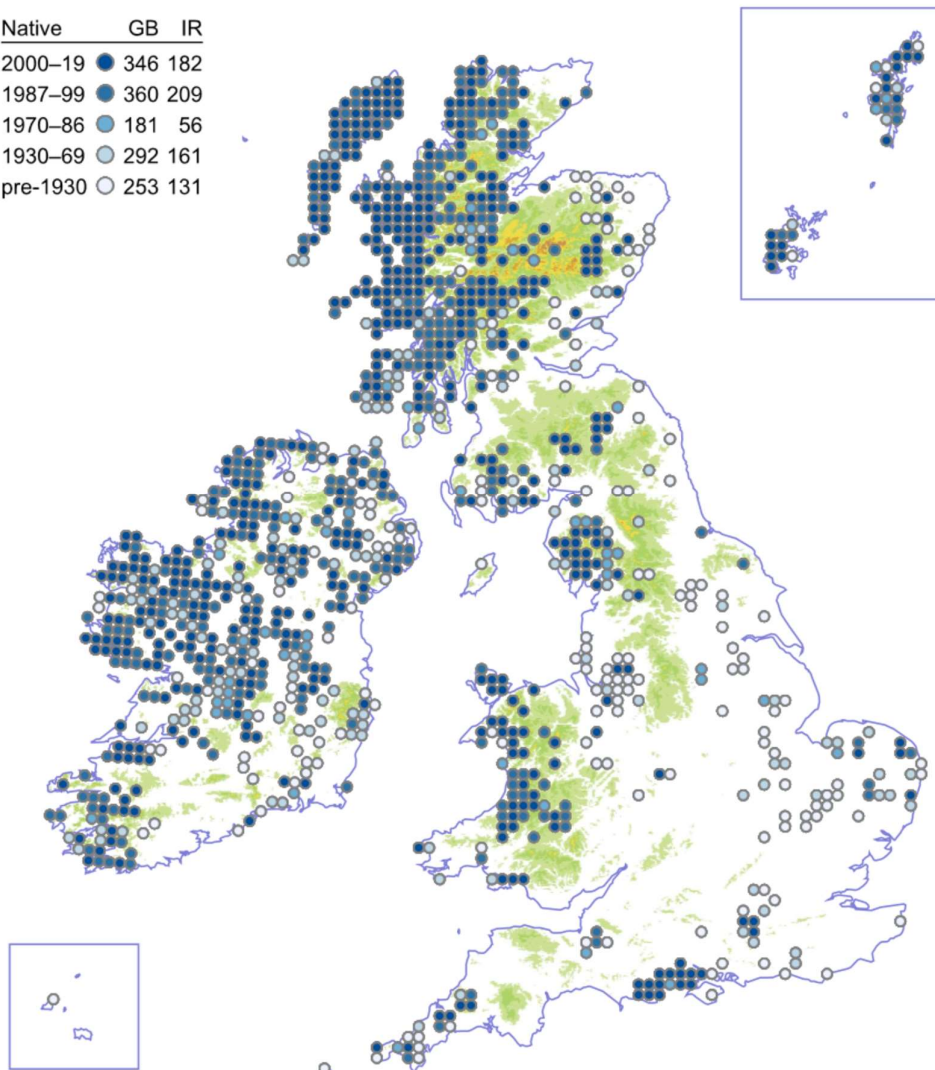 Native GB IR
2000–19 346 182
1987–99 360 209
1970–86 181 56
1930–69 292 161
pre-1930 253 131